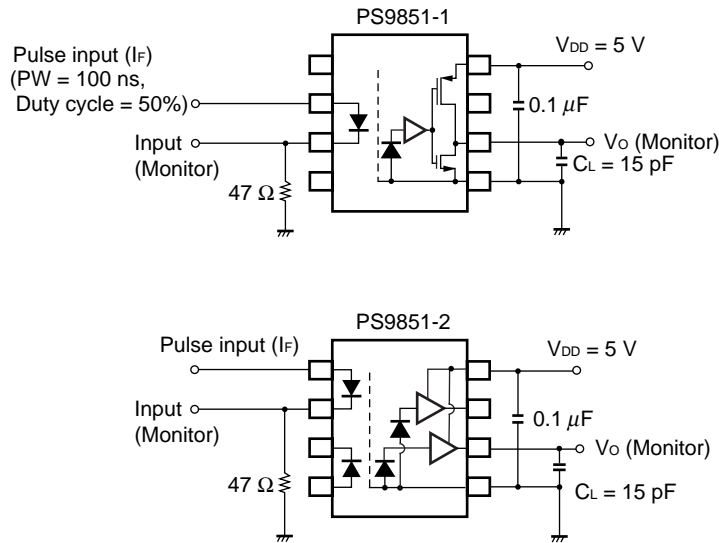 PS9851-1
Pulse input (IF)
(PW = 100 ns,
Duty cycle = 50%)
Input
(Monitor)
47 Ω
VDD = 5 V
0.1 μF
VO (Monitor)
CL = 15 pF
PS9851-2
Pulse input (IF)
Input
(Monitor)
47 Ω
VDD = 5 V
0.1 μF
VO (Monitor)
CL = 15 pF